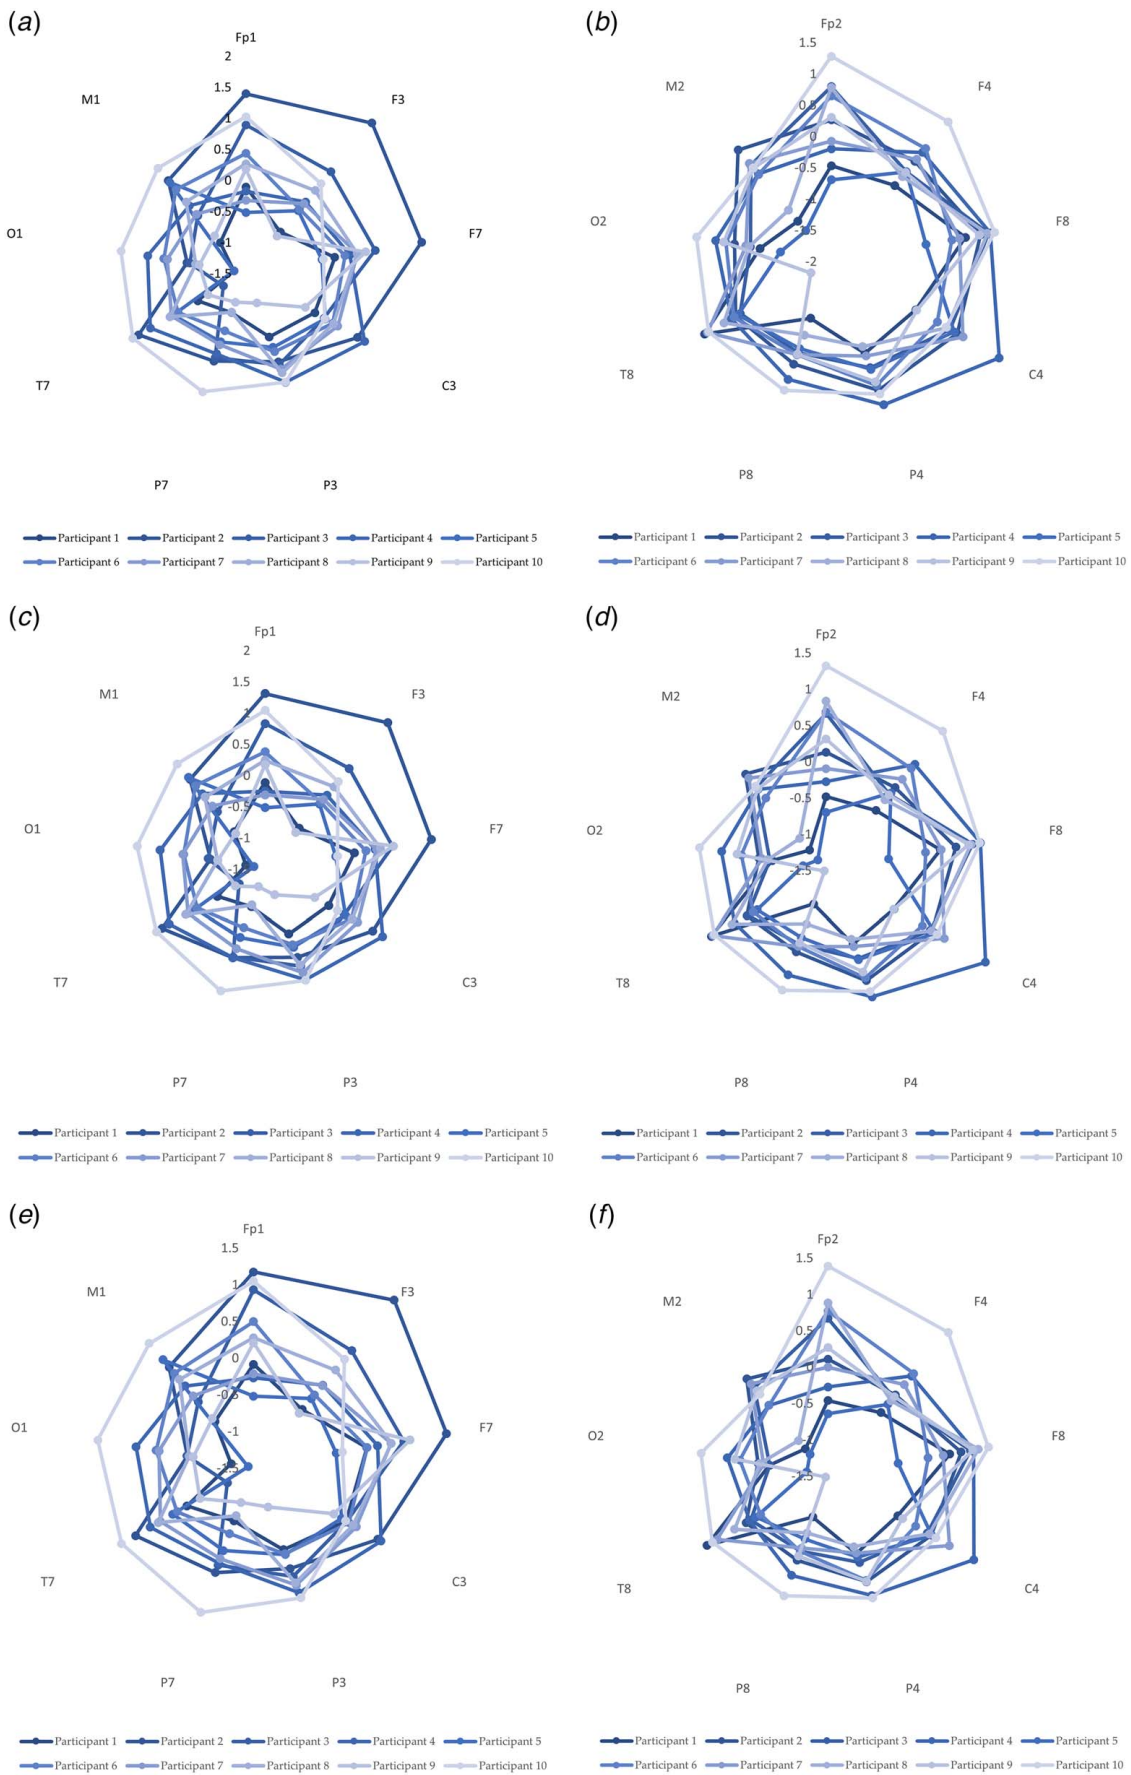 (a)
Fp1
2
1.5
1
0.5
0
-0.5
-1
-1.5
M1
F3
O1
F7
T7
C3
P7
P3
Participant 1 Participant 2 Participant 3 Participant 4 Participant 5
Participant 6 Participant 7 Participant 8 Participant 9 Participant 10
(b)
Fp2
1.5
1
0.5
0
-0.5
-1
-1.5
-2
M2
F4
O2
F8
T8
C4
P8
P4
Participant 1 Participant 2 Participant 3 Participant 4 Participant 5
Participant 6 Participant 7 Participant 8 Participant 9 Participant 10
(c)
Fp1
2
1.5
1
0.5
0
-0.5
-1
-1.5
M1
F3
O1
F7
T7
C3
P7
P3
Participant 1 Participant 2 Participant 3 Participant 4 Participant 5
Participant 6 Participant 7 Participant 8 Participant 9 Participant 10
(d)
Fp2
1.5
1
0.5
0
-0.5
-1
-1.5
M2
F4
O2
F8
T8
C4
P8
P4
Participant 1 Participant 2 Participant 3 Participant 4 Participant 5
Participant 6 Participant 7 Participant 8 Participant 9 Participant 10
(e)
Fp1
1.5
1
0.5
0
-0.5
-1
-1.5
M1
F3
O1
F7
T7
C3
P7
P3
Participant 1 Participant 2 Participant 3 Participant 4 Participant 5
Participant 6 Participant 7 Participant 8 Participant 9 Participant 10
(f)
Fp2
1.5
1
0.5
0
-0.5
-1
-1.5
M2
F4
O2
F8
T8
C4
P8
P4
Participant 1 Participant 2 Participant 3 Participant 4 Participant 5
Participant 6 Participant 7 Participant 8 Participant 9 Participant 10